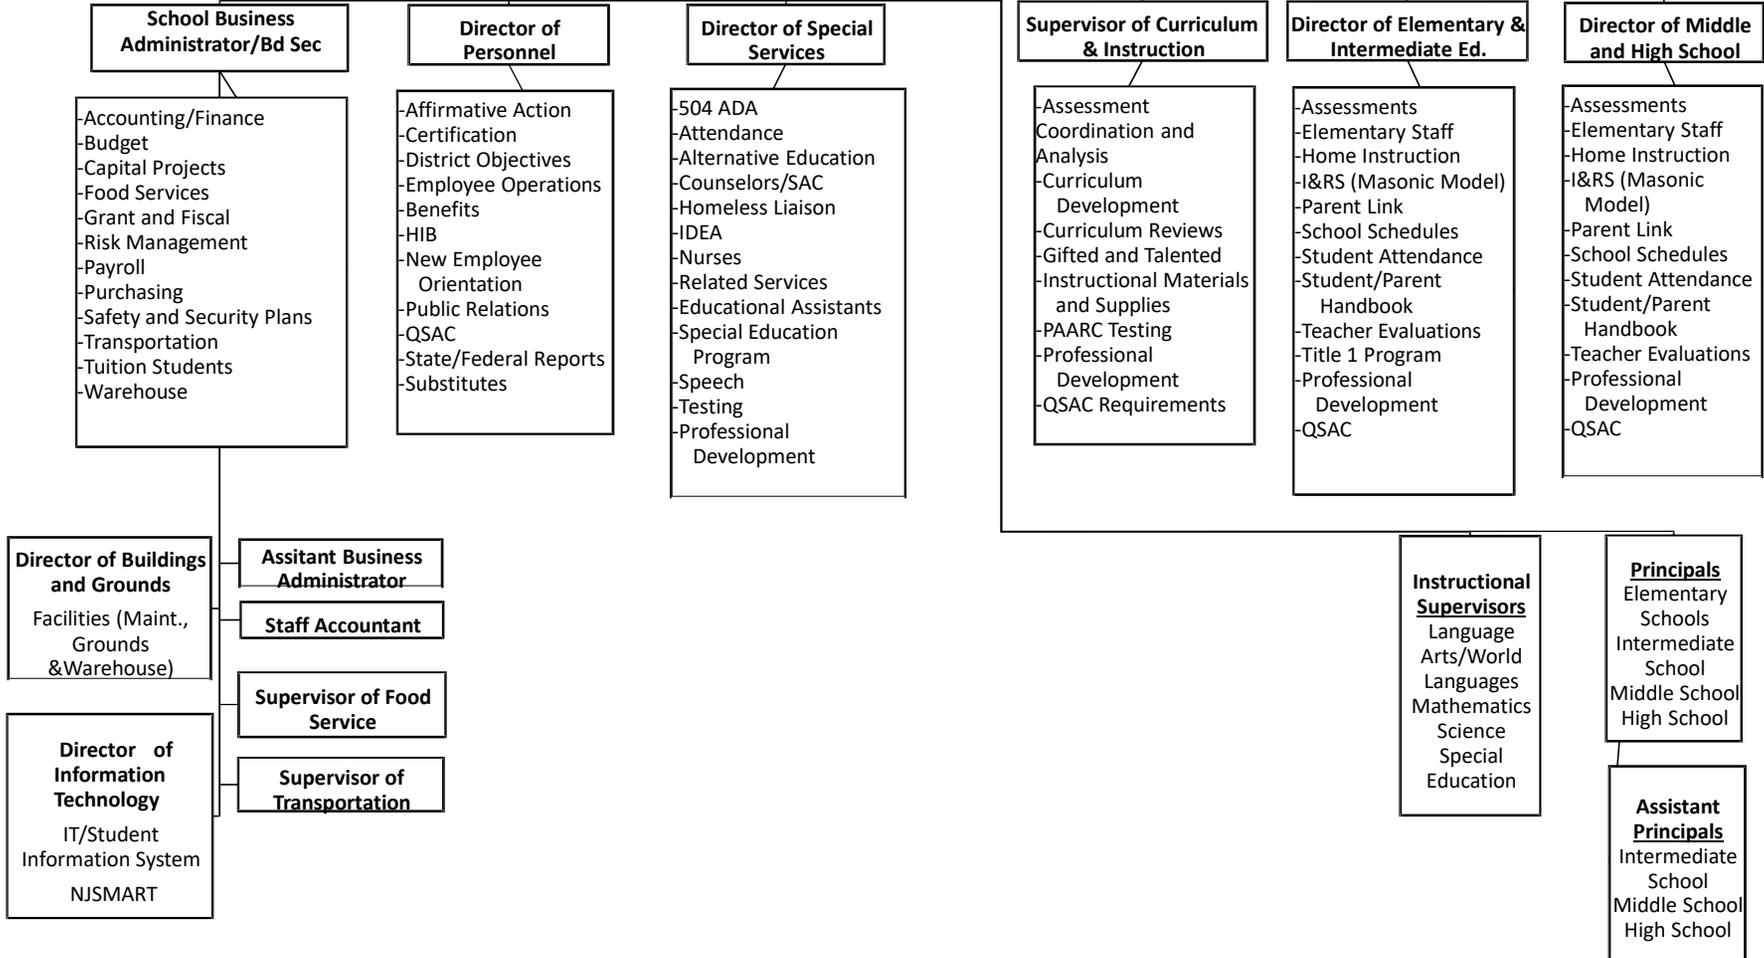 School Business
Administrator/Bd Sec
Director of
Personnel
Director of Special
Services
Supervisor of Curriculum
& Instruction
Director of Elementary &
Intermediate Ed.
Director of Middle
and High School
-Accounting/Finance
-Budget
-Capital Projects
-Food Services
-Grant and Fiscal
-Risk Management
-Payroll
-Purchasing
-Safety and Security Plans
-Transportation
-Tuition Students
-Warehouse
-Affirmative Action
-Certification
-District Objectives
-Employee Operations
-Benefits
-HIB
-New Employee
Orientation
-Public Relations
-QSAC
-State/Federal Reports
-Substitutes
-504 ADA
-Attendance
-Alternative Education
-Counselors/SAC
-Homeless Liaison
-IDEA
-Nurses
-Related Services
-Educational Assistants
-Special Education
Program
-Speech
-Testing
-Professional
Development
-Assessment
Coordination and
Analysis
-Curriculum
Development
-Curriculum Reviews
-Gifted and Talented
-Instructional Materials
and Supplies
-PAARC Testing
-Professional
Development
-QSAC Requirements
-Assessments
-Elementary Staff
-Home Instruction
-I&RS (Masonic Model)
-Parent Link
-School Schedules
-Student Attendance
-Student/Parent
Handbook
-Teacher Evaluations
-Title 1 Program
-Professional
Development
-QSAC
-Assessments
-Elementary Staff
-Home Instruction
-I&RS (Masonic
Model)
-Parent Link
-School Schedules
-Student Attendance
-Student/Parent
Handbook
-Teacher Evaluations
-Professional
Development
-QSAC
Director of Buildings
and Grounds
Facilities (Maint.,
Grounds
&Warehouse)
Assitant Business
Administrator
Staff Accountant
Supervisor of Food
Service
Director of
Information
Technology
IT/Student
Information System
NJSMART
Supervisor of
Transportation
Instructional
Supervisors
Language
Arts/World
Languages
Mathematics
Science
Special
Education
Principals
Elementary
Schools
Intermediate
School
Middle School
High School
Assistant
Principals
Intermediate
School
Middle School
High School